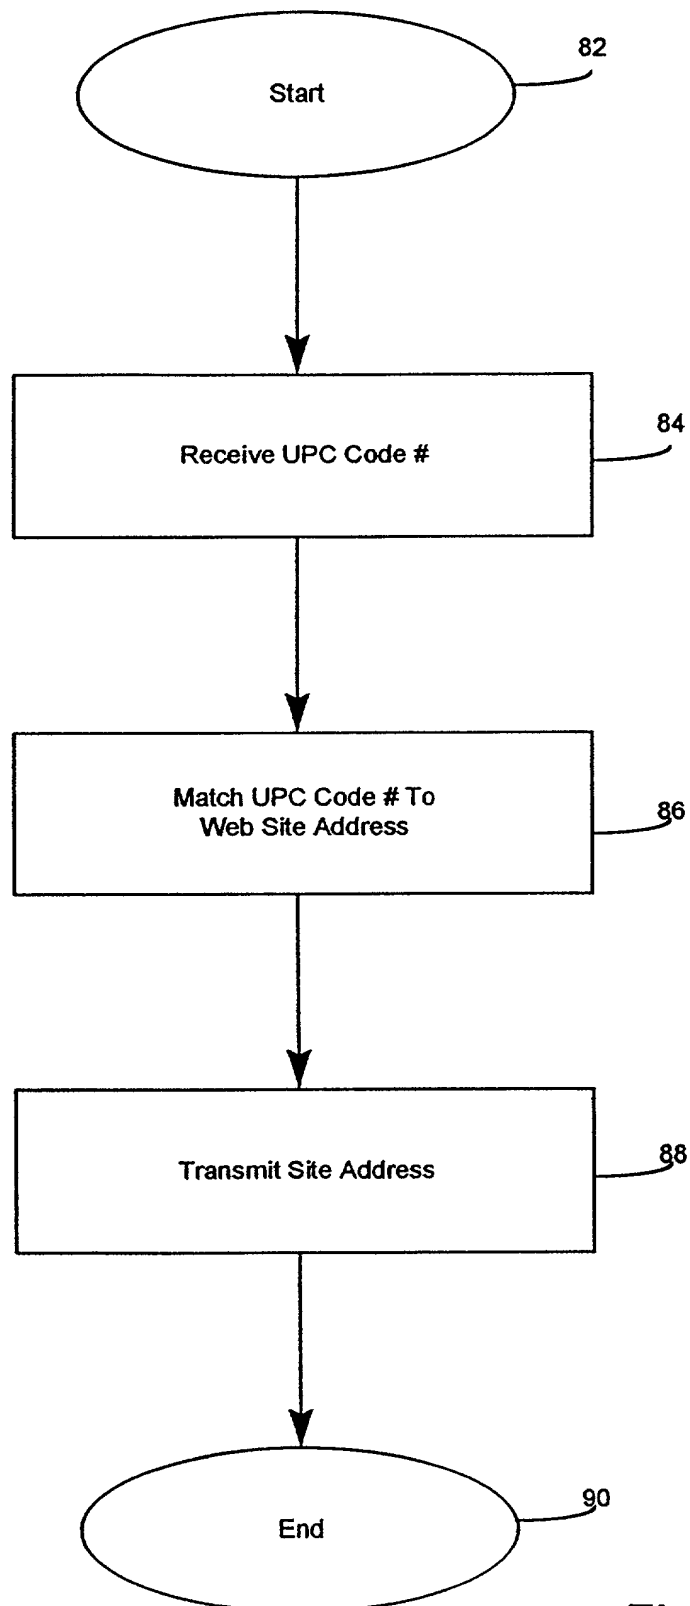 Start
82
Receive UPC Code #
84
Match UPC Code # To
Web Site Address
86
Transmit Site Address
88
End
90